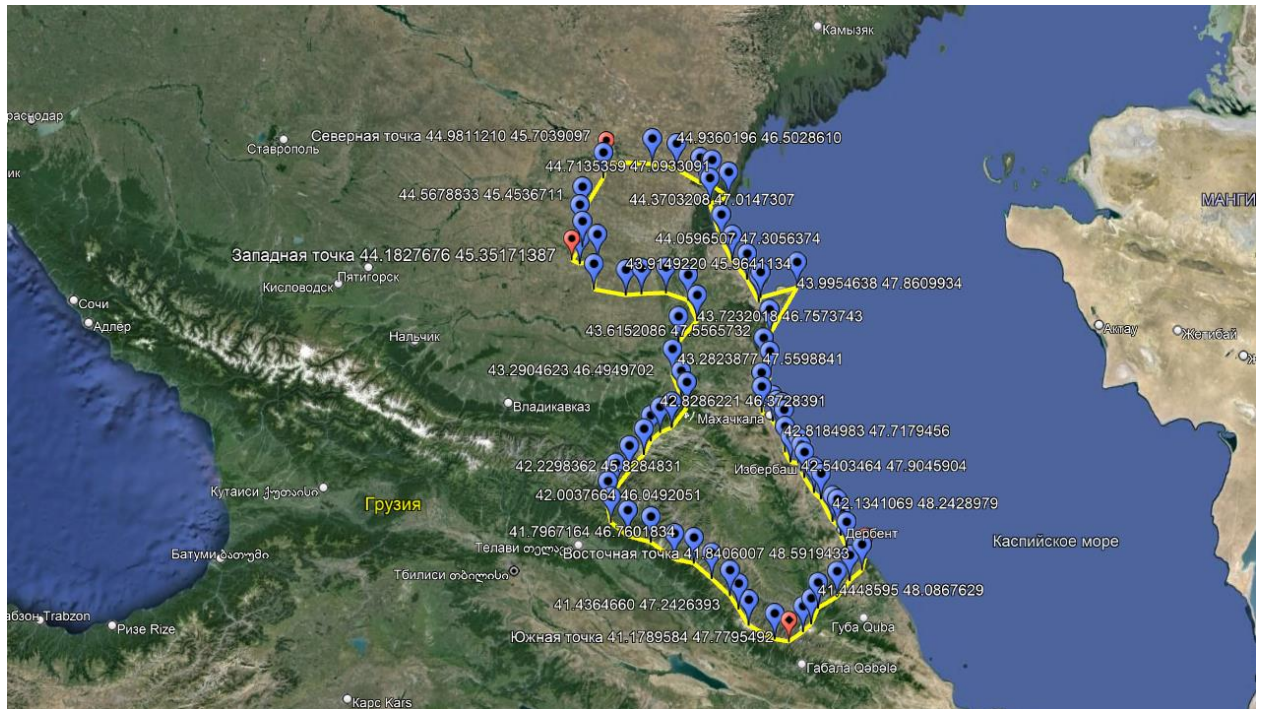 Камызяк
раснодар
Ставрополь
Северная точка 44.9811210 45.7039097
44.9360196 46.5028610
ик
44.7135359 47.0933091
44.5678833 45.4536711
44.3703208 47.0147307
МАНГИ
44.0596507 47.3056374
Западная точка 44.1827676 45.35171387
43.9149220 45.9641134
Пятигорск
Кисловодск
43.9954638 47.8609934
Сочи
Адлер
43.7232018 46.7573743
43.6152086 47.5565732
Актау
Жетибай
Нальчик
43.2823877 47.5598841
43.2904623 46.4949702
42.8286221 46.3728391
Владикавказ
Махачкала
42.8184983 47.7179456
42.2298362 45.8284831
Избербаш
42.5403464 47.9045904
Кутаиси ქუთაისი
42.0037664 46.0492051
Грузия
42.1341069 48.2428979
41.7967164 46.7601834
Дербент
Каспийское море
Батуми ბათუმი
Телави
Восточная точка 41.8406007 48.5919433
Тбилиси თბილისი
41.4448595 48.0867629
41.4364660 47.2426393
абзон Trabzon
Ризе Rize
Южная точка 41.1789584 47.7795492
Губа Quba
Габала Qəbələ
Карс Kars